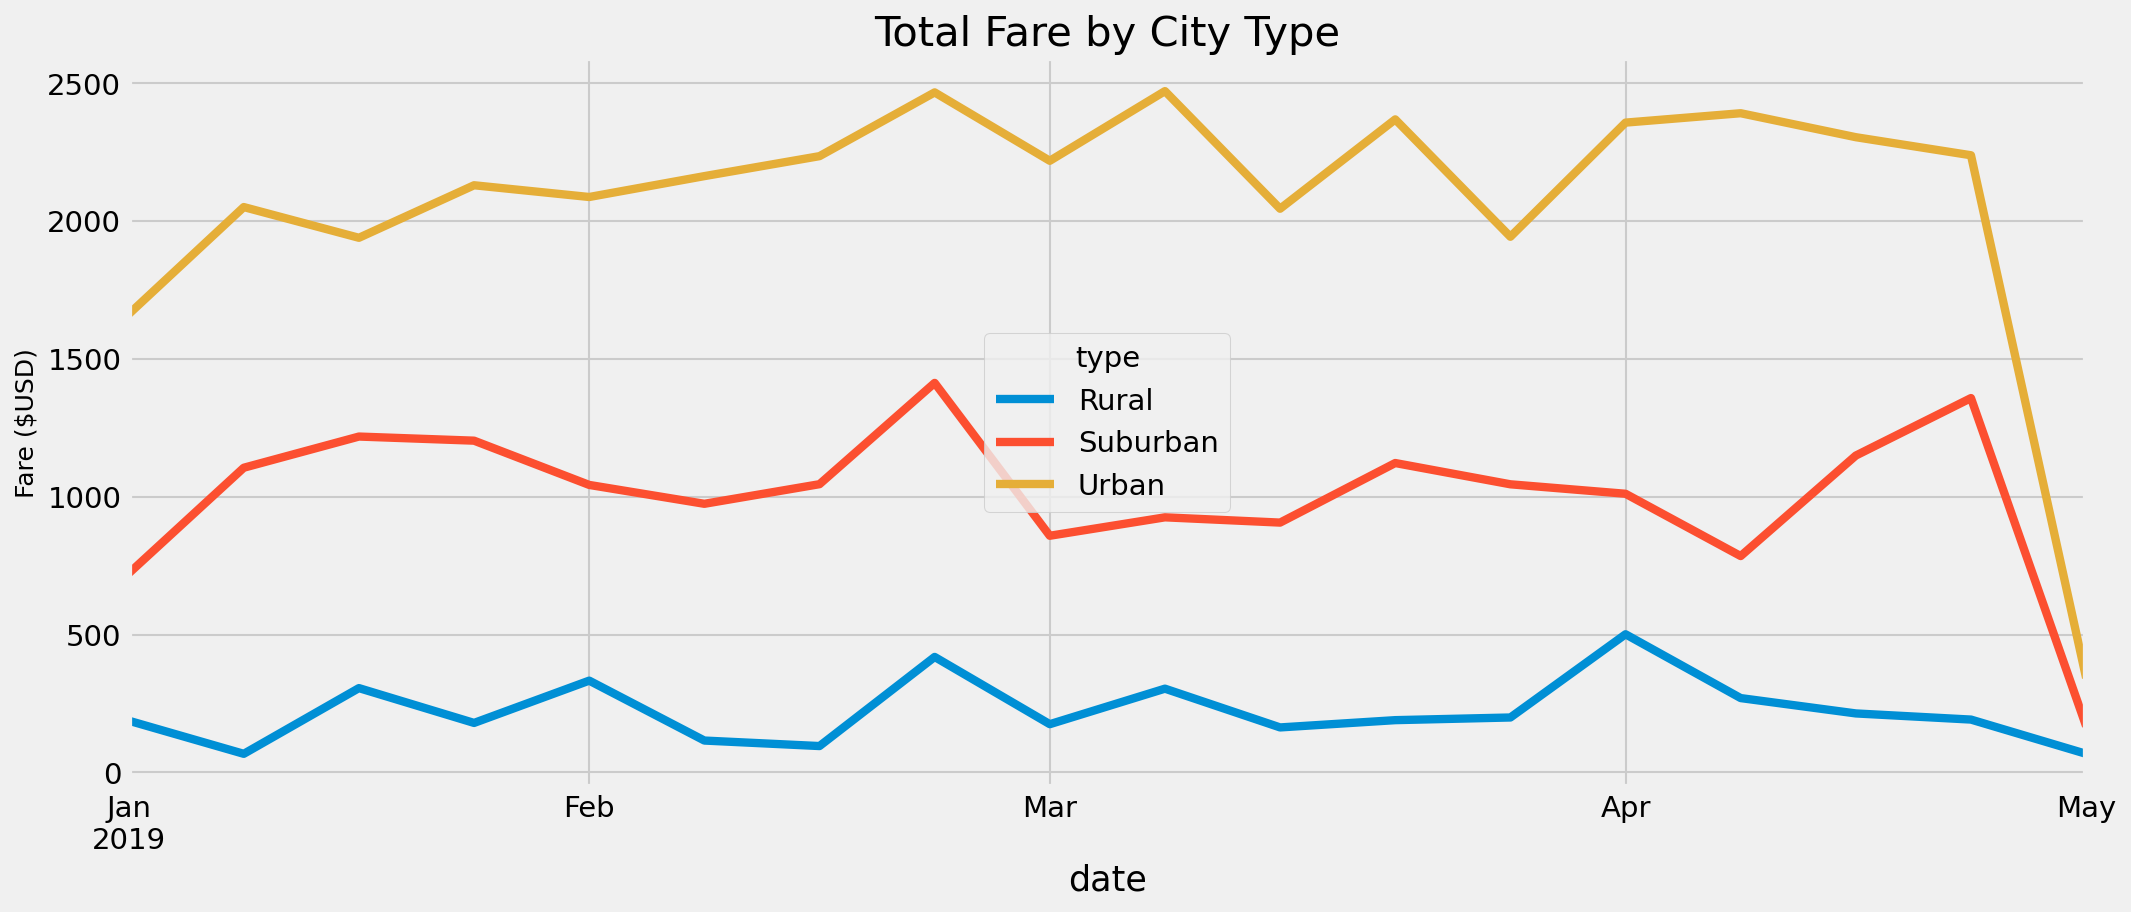 Total Fare by City Type
Fare ($USD)
2500
2000
1500
1000
500
0
type
Rural
Suburban
Urban
Jan Feb Mar Apr May
2019
date